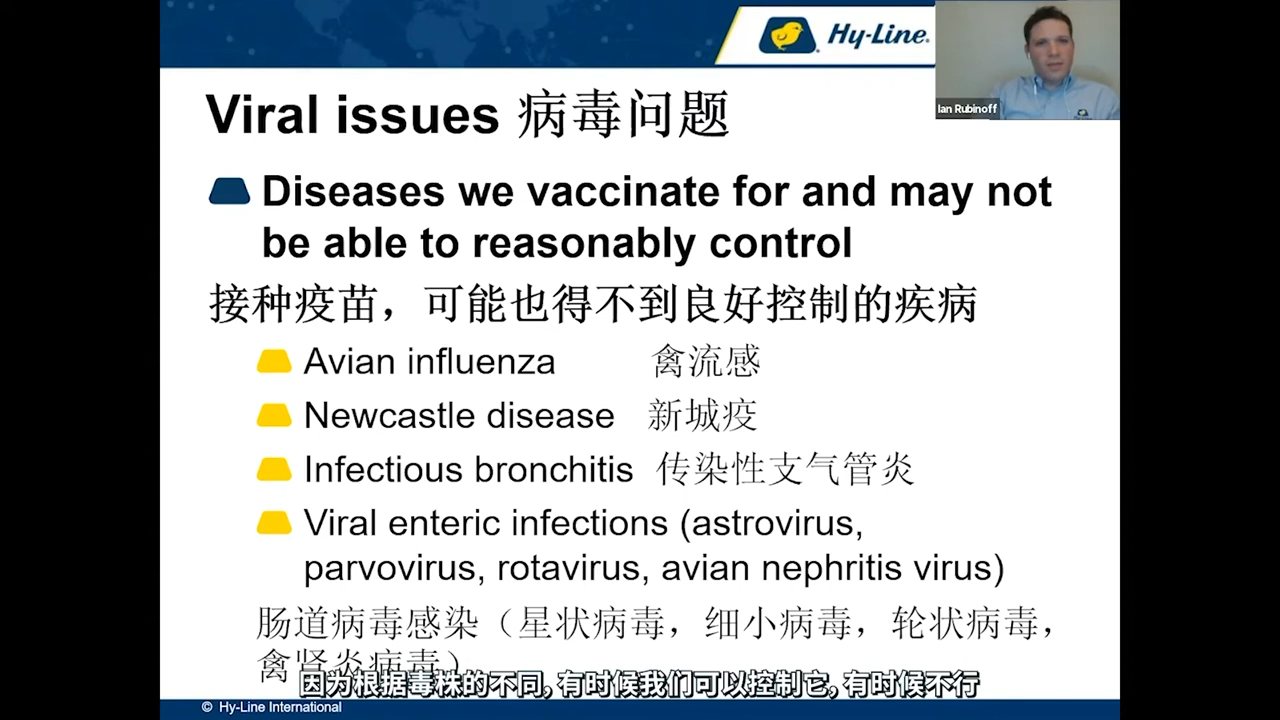 Hy-Line
Ian Rubinoff
Viral issues 病毒问题
Diseases we vaccinate for and may not
be able to reasonably control
接种疫苗，可能也得不到良好控制的疾病
Avian influenza 禽流感
Newcastle disease 新城疫
Infectious bronchitis 传染性支气管炎
Viral enteric infections (astrovirus,
parvovirus, rotavirus, avian nephritis virus)
肠道病毒感染（星状病毒，细小病毒，轮状病毒，
禽肾炎病毒）
因为根据毒株的不同,有时候我们可以控制它,有时候不行
© Hy-Line International